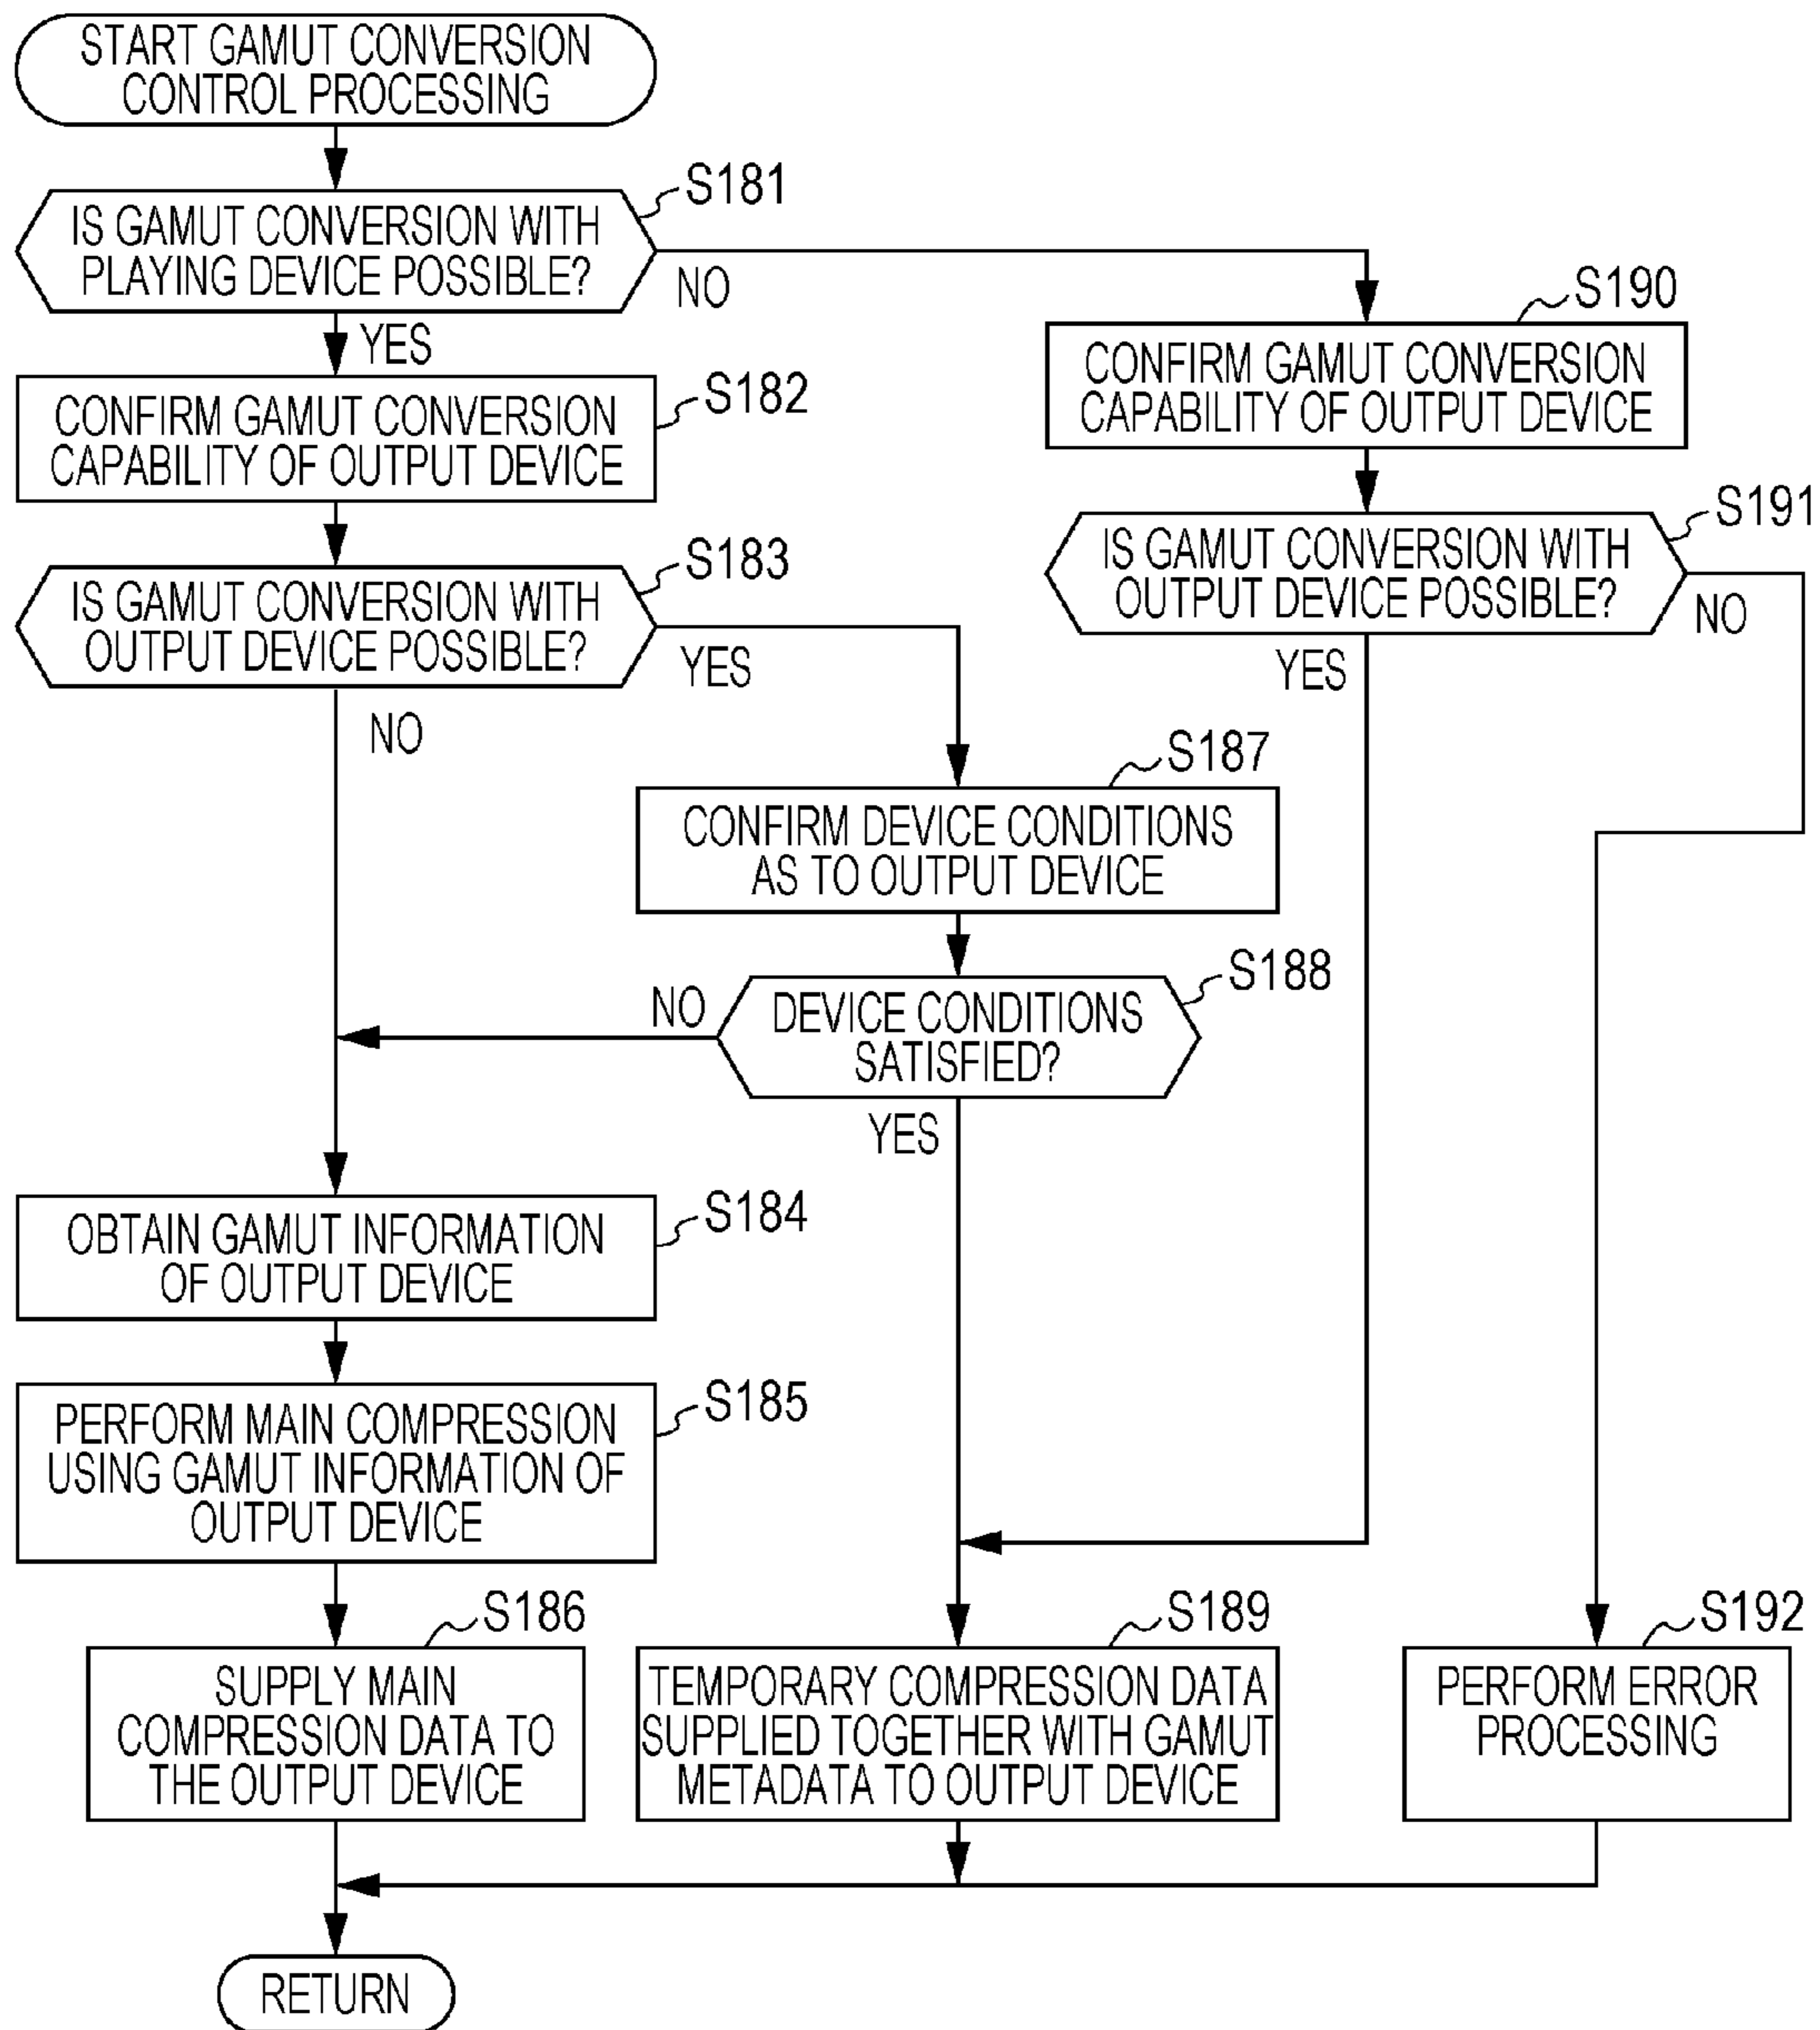 START GAMUT CONVERSION
CONTROL PROCESSING
S181
IS GAMUT CONVERSION WITH
PLAYING DEVICE POSSIBLE?
NO
YES
S190
CONFIRM GAMUT CONVERSION
CAPABILITY OF OUTPUT DEVICE
S182
CONFIRM GAMUT CONVERSION
CAPABILITY OF OUTPUT DEVICE
S191
IS GAMUT CONVERSION WITH
OUTPUT DEVICE POSSIBLE?
NO
YES
S183
IS GAMUT CONVERSION WITH
OUTPUT DEVICE POSSIBLE?
YES
NO
S187
CONFIRM DEVICE CONDITIONS
AS TO OUTPUT DEVICE
S188
NO
DEVICE CONDITIONS
SATISFIED?
YES
S184
OBTAIN GAMUT INFORMATION
OF OUTPUT DEVICE
S185
PERFORM MAIN COMPRESSION
USING GAMUT INFORMATION OF
OUTPUT DEVICE
S186
SUPPLY MAIN
COMPRESSION DATA TO
THE OUTPUT DEVICE
S189
TEMPORARY COMPRESSION DATA
SUPPLIED TOGETHER WITH GAMUT
METADATA TO OUTPUT DEVICE
S192
PERFORM ERROR
PROCESSING
RETURN